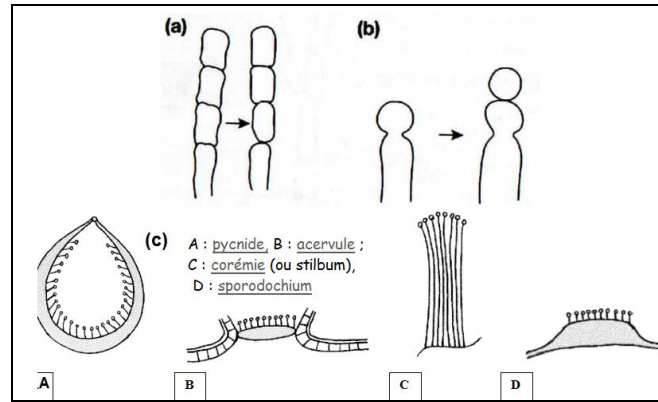 (a)
(b)
(c)
A : pycnide, B : acervule ;
C : corémie (ou stilbum),
D : sporodochium
A
B
C
D